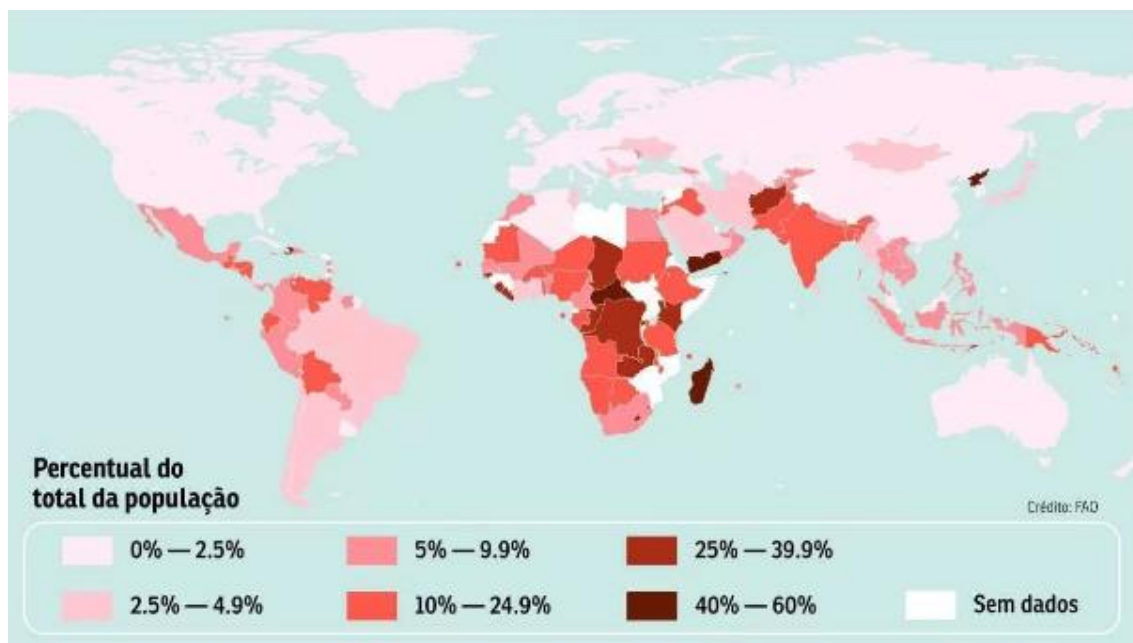 Percentual do
total da população
Crédito: FAO
0% — 2.5%
5% — 9.9%
25% — 39.9%
2.5% — 4.9%
10% — 24.9%
40% — 60%
Sem dados